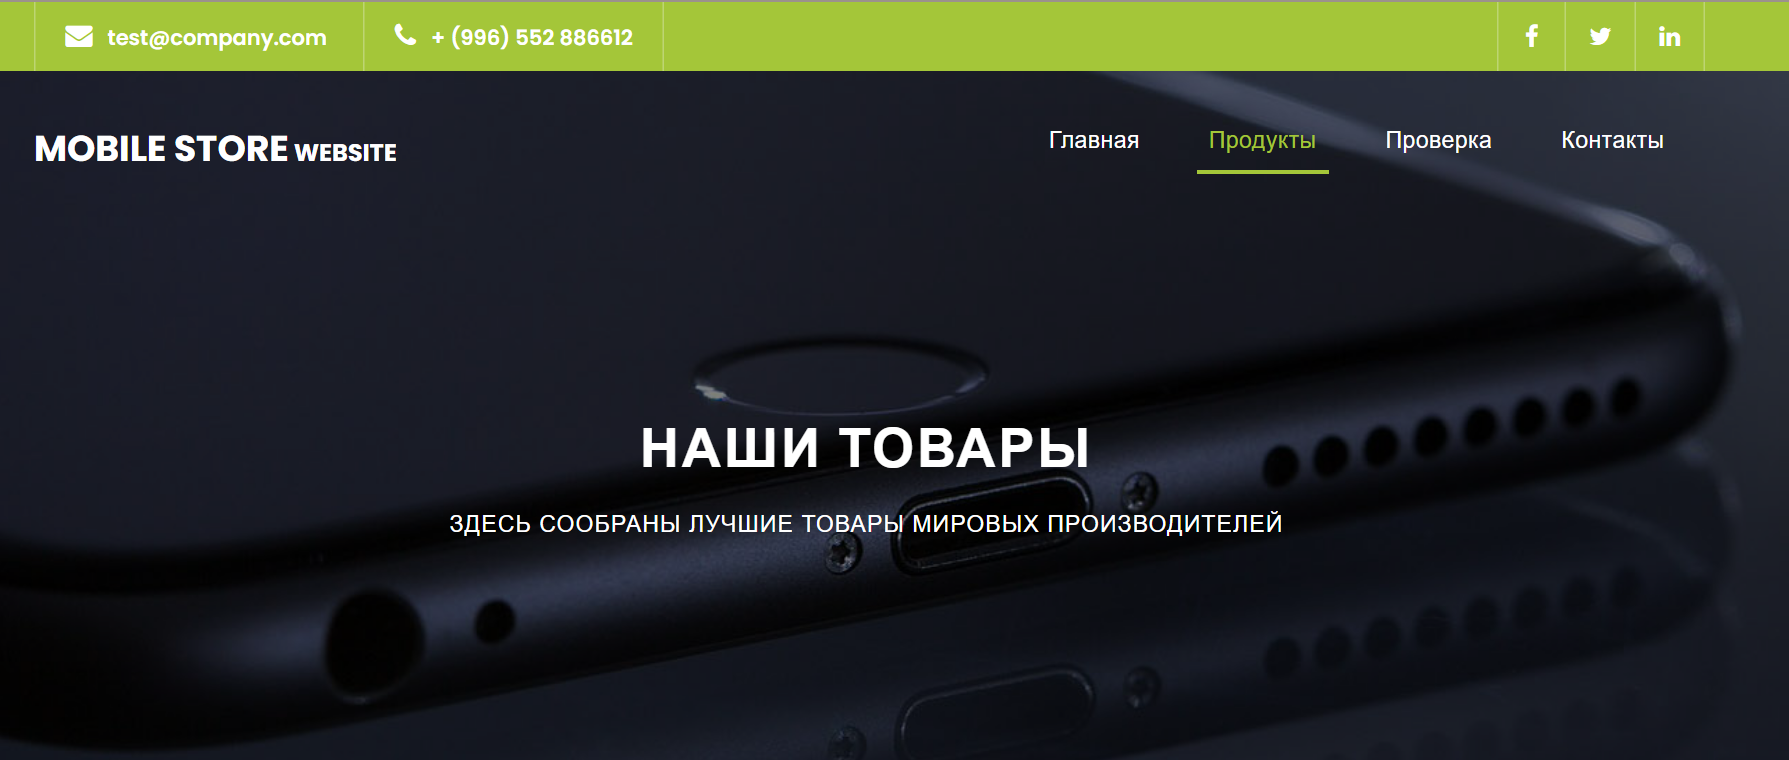 test@company.com
+ (996) 552 886612
MOBILE STORE WEBSITE
Главная
Продукты
Проверка
Контакты
НАШИ ТОВАРЫ
ЗДЕСЬ СООБРАНЫ ЛУЧШИЕ ТОВАРЫ МИРОВЫХ ПРОИЗВОДИТЕЛЕЙ